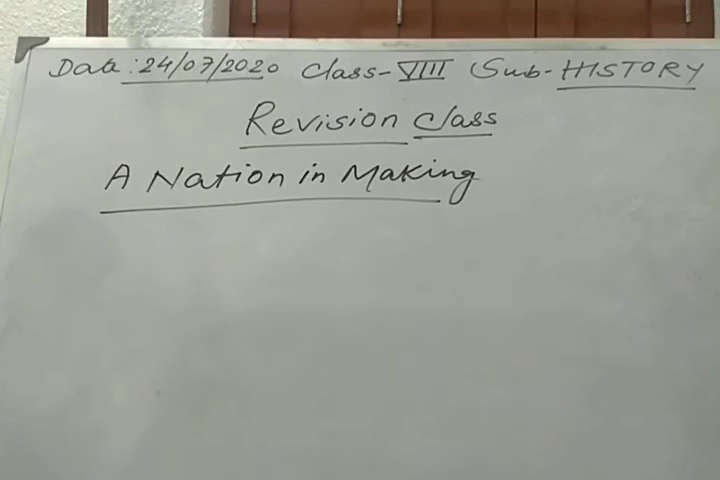 Date: 24/07/2020 Class-VIII Sub-HISTORY
Revision Class
A Nation in Making